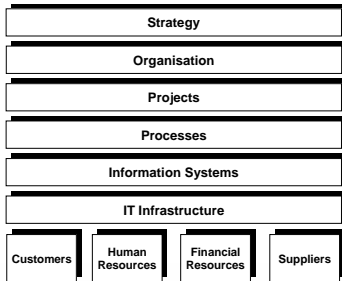 Strategy
Organisation
Projects
Processes
Information Systems
IT Infrastructure
Customers
Human
Resources
Financial
Resources
Suppliers